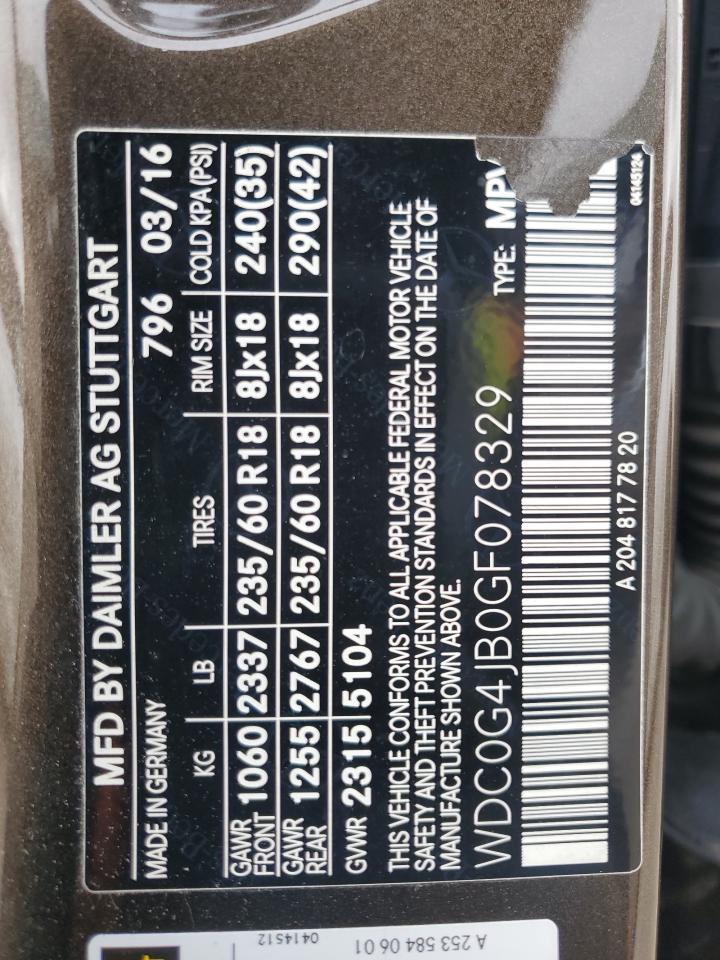 MFD BY DAIMLER AG STUTTGART
MADE IN GERMANY 796 03/16
KG LB TIRES RIM SIZE COLD KPA (PSI)
GAWR FRONT 1060 2337 235/60 R18 8Jx18 240(35)
GAWR REAR 1255 2767 235/60 R18 8Jx18 290(42)
GVWR 2315 5104
THIS VEHICLE CONFORMS TO ALL APPLICABLE FEDERAL MOTOR VEHICLE
SAFETY AND THEFT PREVENTION STANDARDS IN EFFECT ON THE DATE OF
MANUFACTURE SHOWN ABOVE.
WDC0G4JB0GF078329 TYPE: MPV
A 204 817 78 20
041465124
A 253 584 06 01
0414512